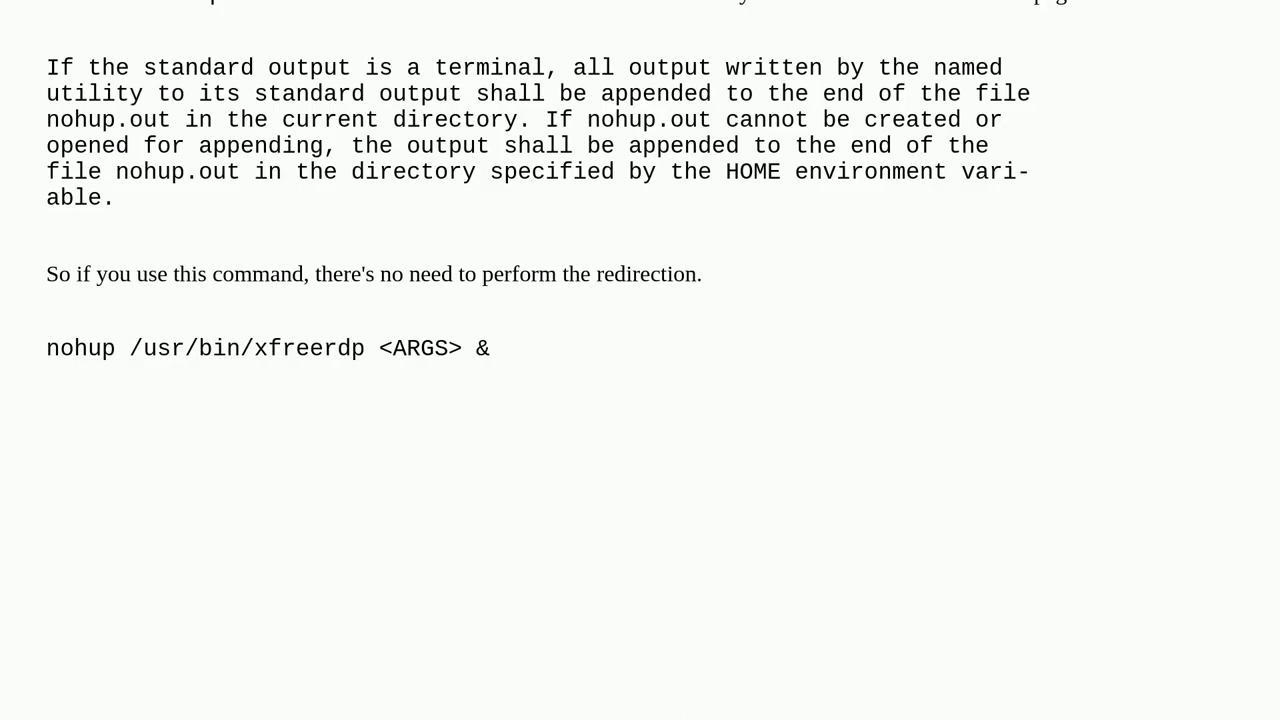 If the standard output is a terminal, all output written by the named
utility to its standard output shall be appended to the end of the file
nohup.out in the current directory. If nohup.out cannot be created or
opened for appending, the output shall be appended to the end of the
file nohup.out in the directory specified by the HOME environment vari-
able.
So if you use this command, there's no need to perform the redirection.
nohup /usr/bin/xfreerdp <ARGS> &